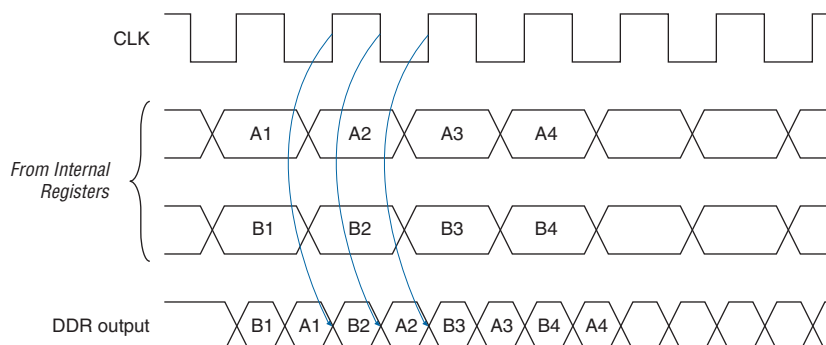 CLK
A1 A2 A3 A4
From Internal
Registers
B1 B2 B3 B4
DDR output B1 A1 B2 A2 B3 A3 B4 A4